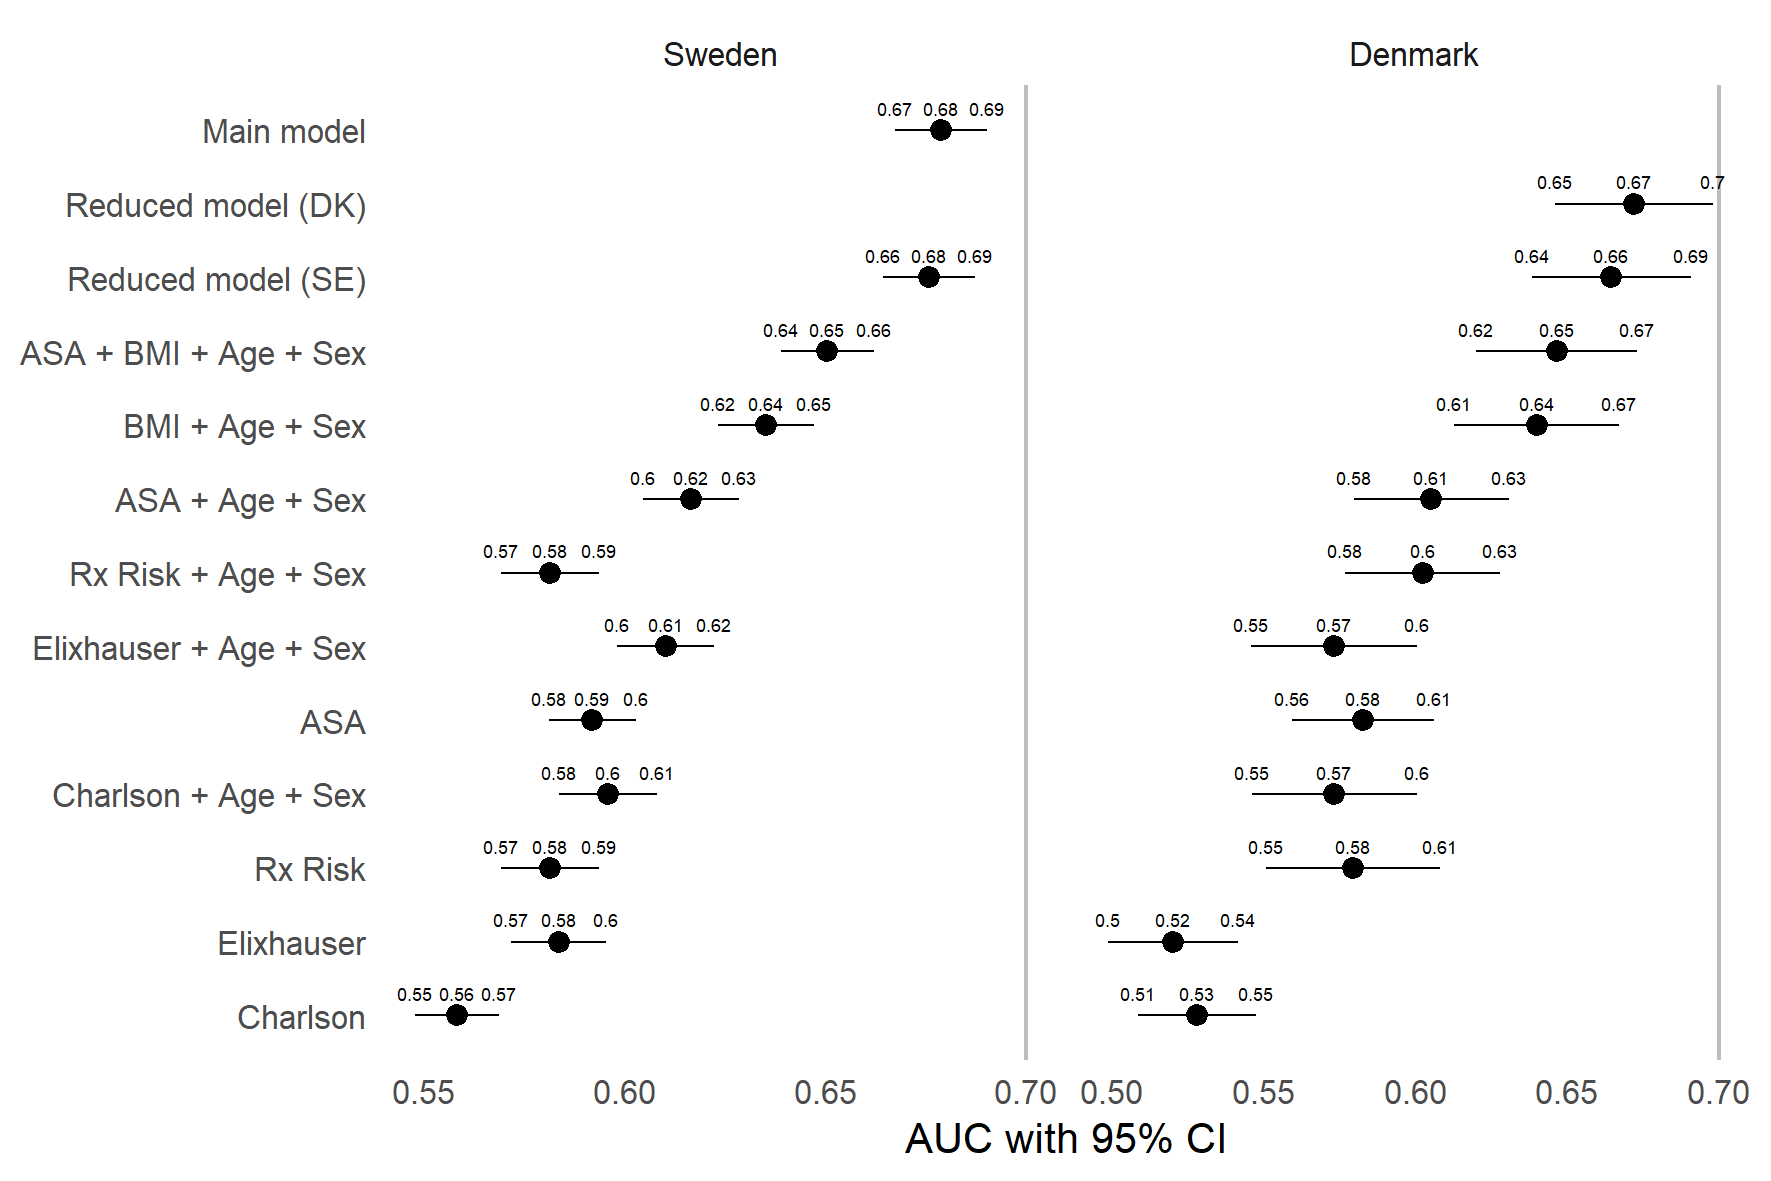 Sweden Denmark
Main model 0.67 0.68 0.69
Reduced model (DK) 0.65 0.67 0.7
Reduced model (SE) 0.66 0.68 0.69 0.64 0.66 0.69
ASA + BMI + Age + Sex 0.64 0.65 0.66 0.62 0.65 0.67
BMI + Age + Sex 0.62 0.64 0.65 0.61 0.64 0.67
ASA + Age + Sex 0.6 0.62 0.63 0.58 0.61 0.63
Rx Risk + Age + Sex 0.57 0.58 0.59 0.58 0.6 0.63
Elixhauser + Age + Sex 0.6 0.61 0.62 0.55 0.57 0.6
ASA 0.58 0.59 0.6 0.56 0.58 0.61
Charlson + Age + Sex 0.58 0.6 0.61 0.55 0.57 0.6
Rx Risk 0.57 0.58 0.59 0.55 0.58 0.61
Elixhauser 0.57 0.58 0.6 0.5 0.52 0.54
Charlson 0.55 0.56 0.57 0.51 0.53 0.55
0.55 0.60 0.65 0.70 0.50 0.55 0.60 0.65 0.70
AUC with 95% CI